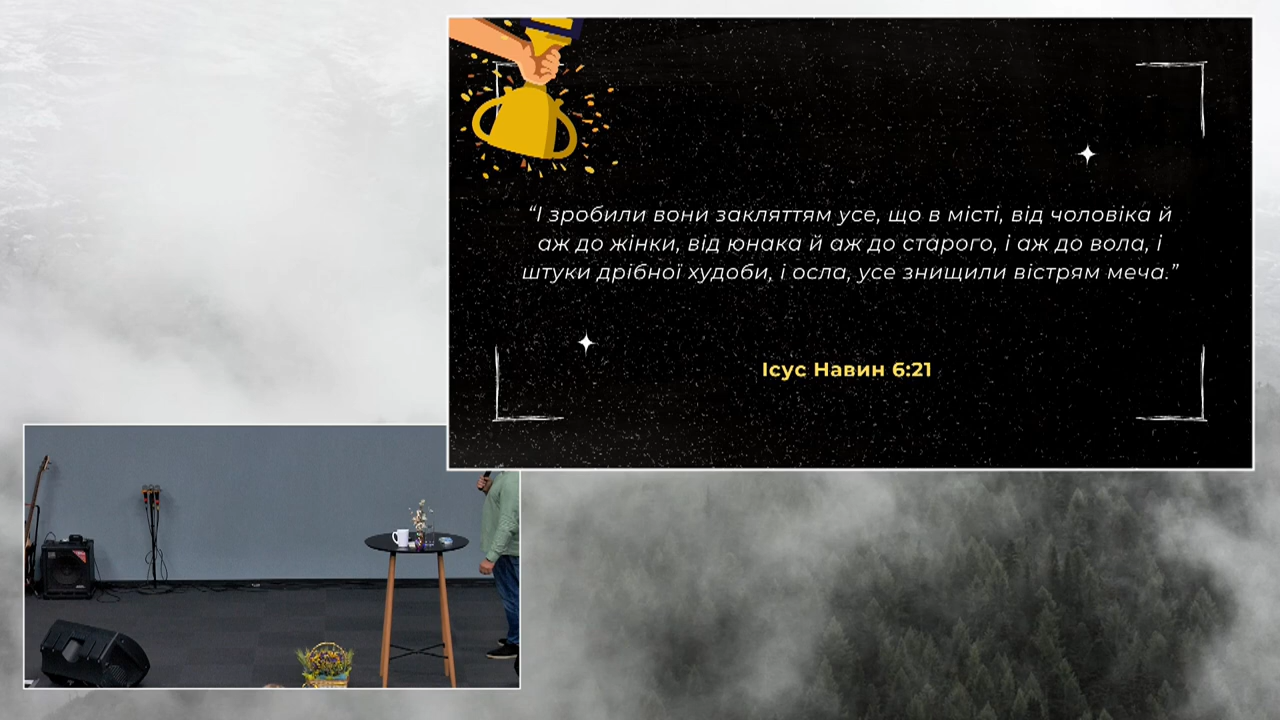 “І зробили вони закляттям усе, що в місті, від чоловіка й
аж до жінки, від юнака й аж до старого, і аж до вола, і
штуки дрібної худоби, і осла, усе знищили вістрям меча.”
Ісус Навин 6:21